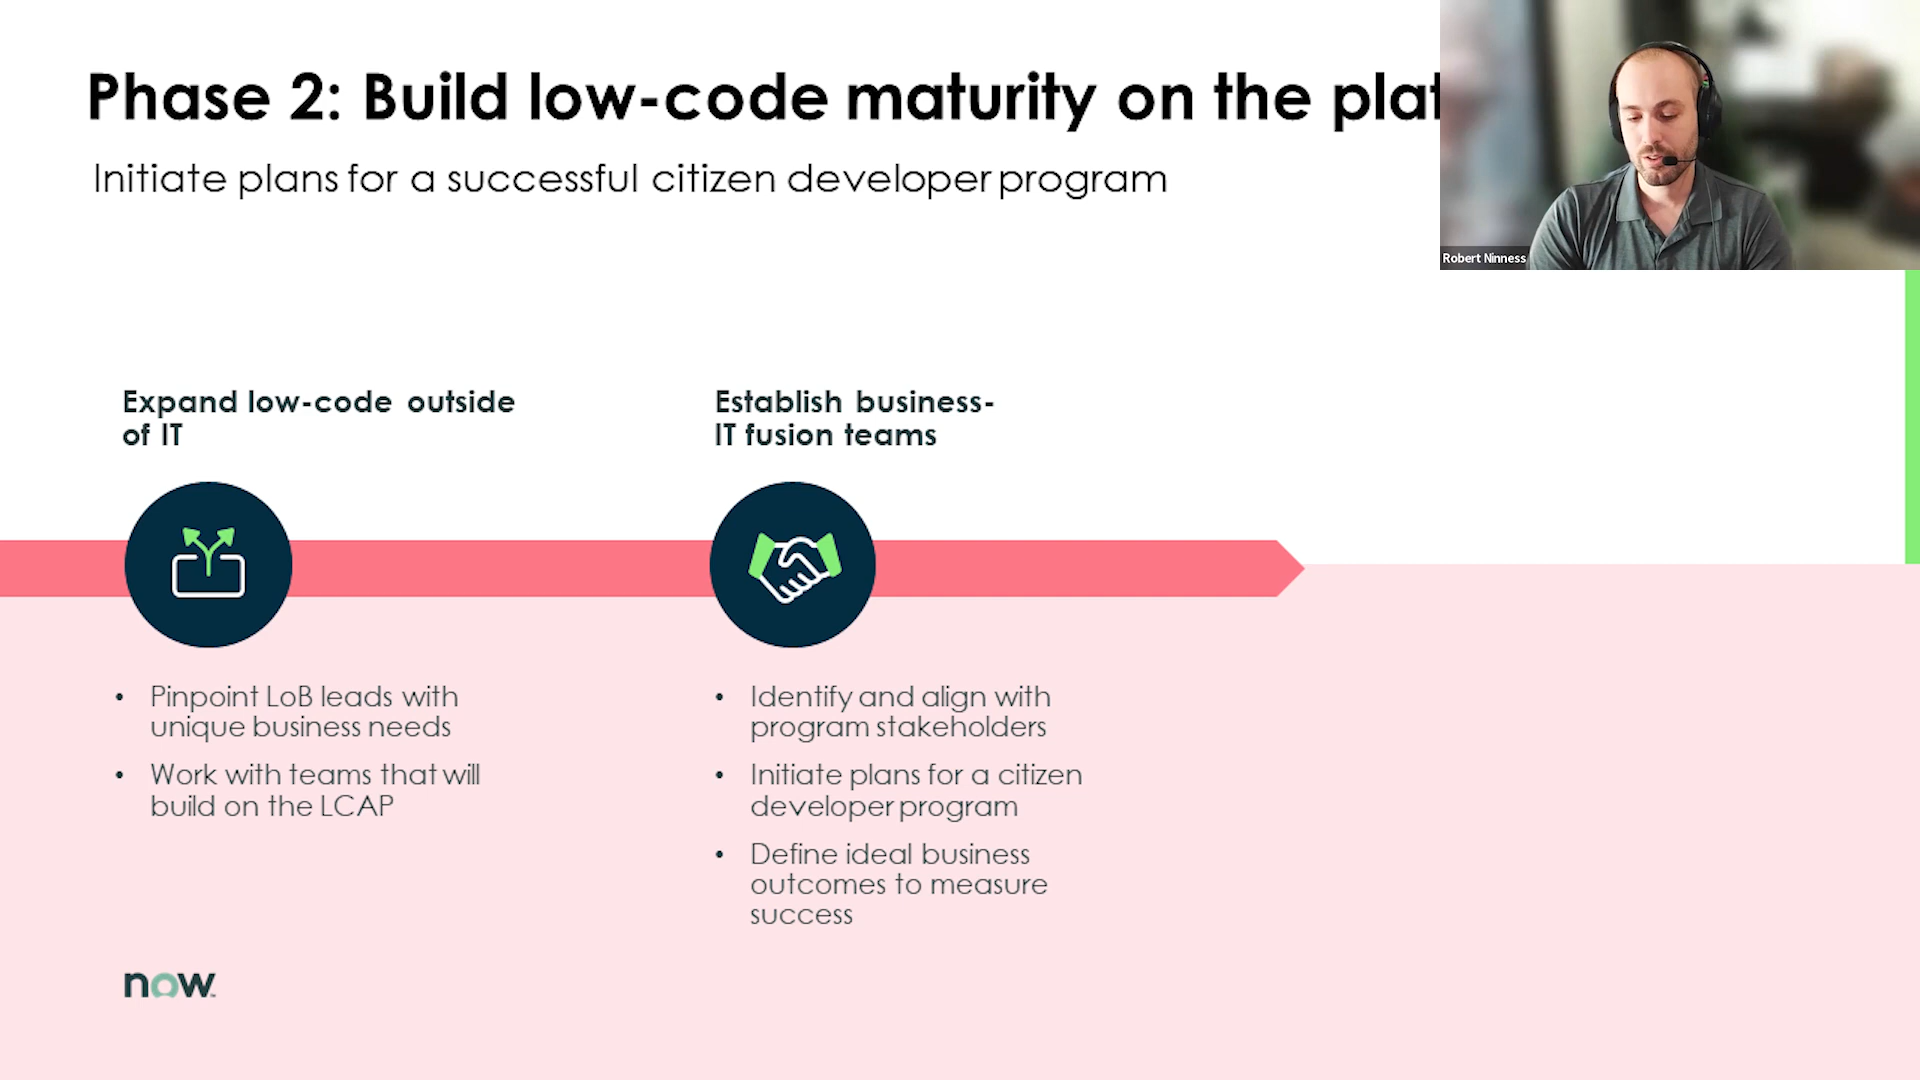 Phase 2: Build low-code maturity on the
Initiate plans for a successful citizen developer program
Robert Ninness
Expand low-code outside
of IT
Establish business-
IT fusion teams
• Pinpoint LoB leads with
unique business needs
• Work with teams that will
build on the LCAP
• Identify and align with
program stakeholders
• Initiate plans for a citizen
developer program
• Define ideal business
outcomes to measure
success
now